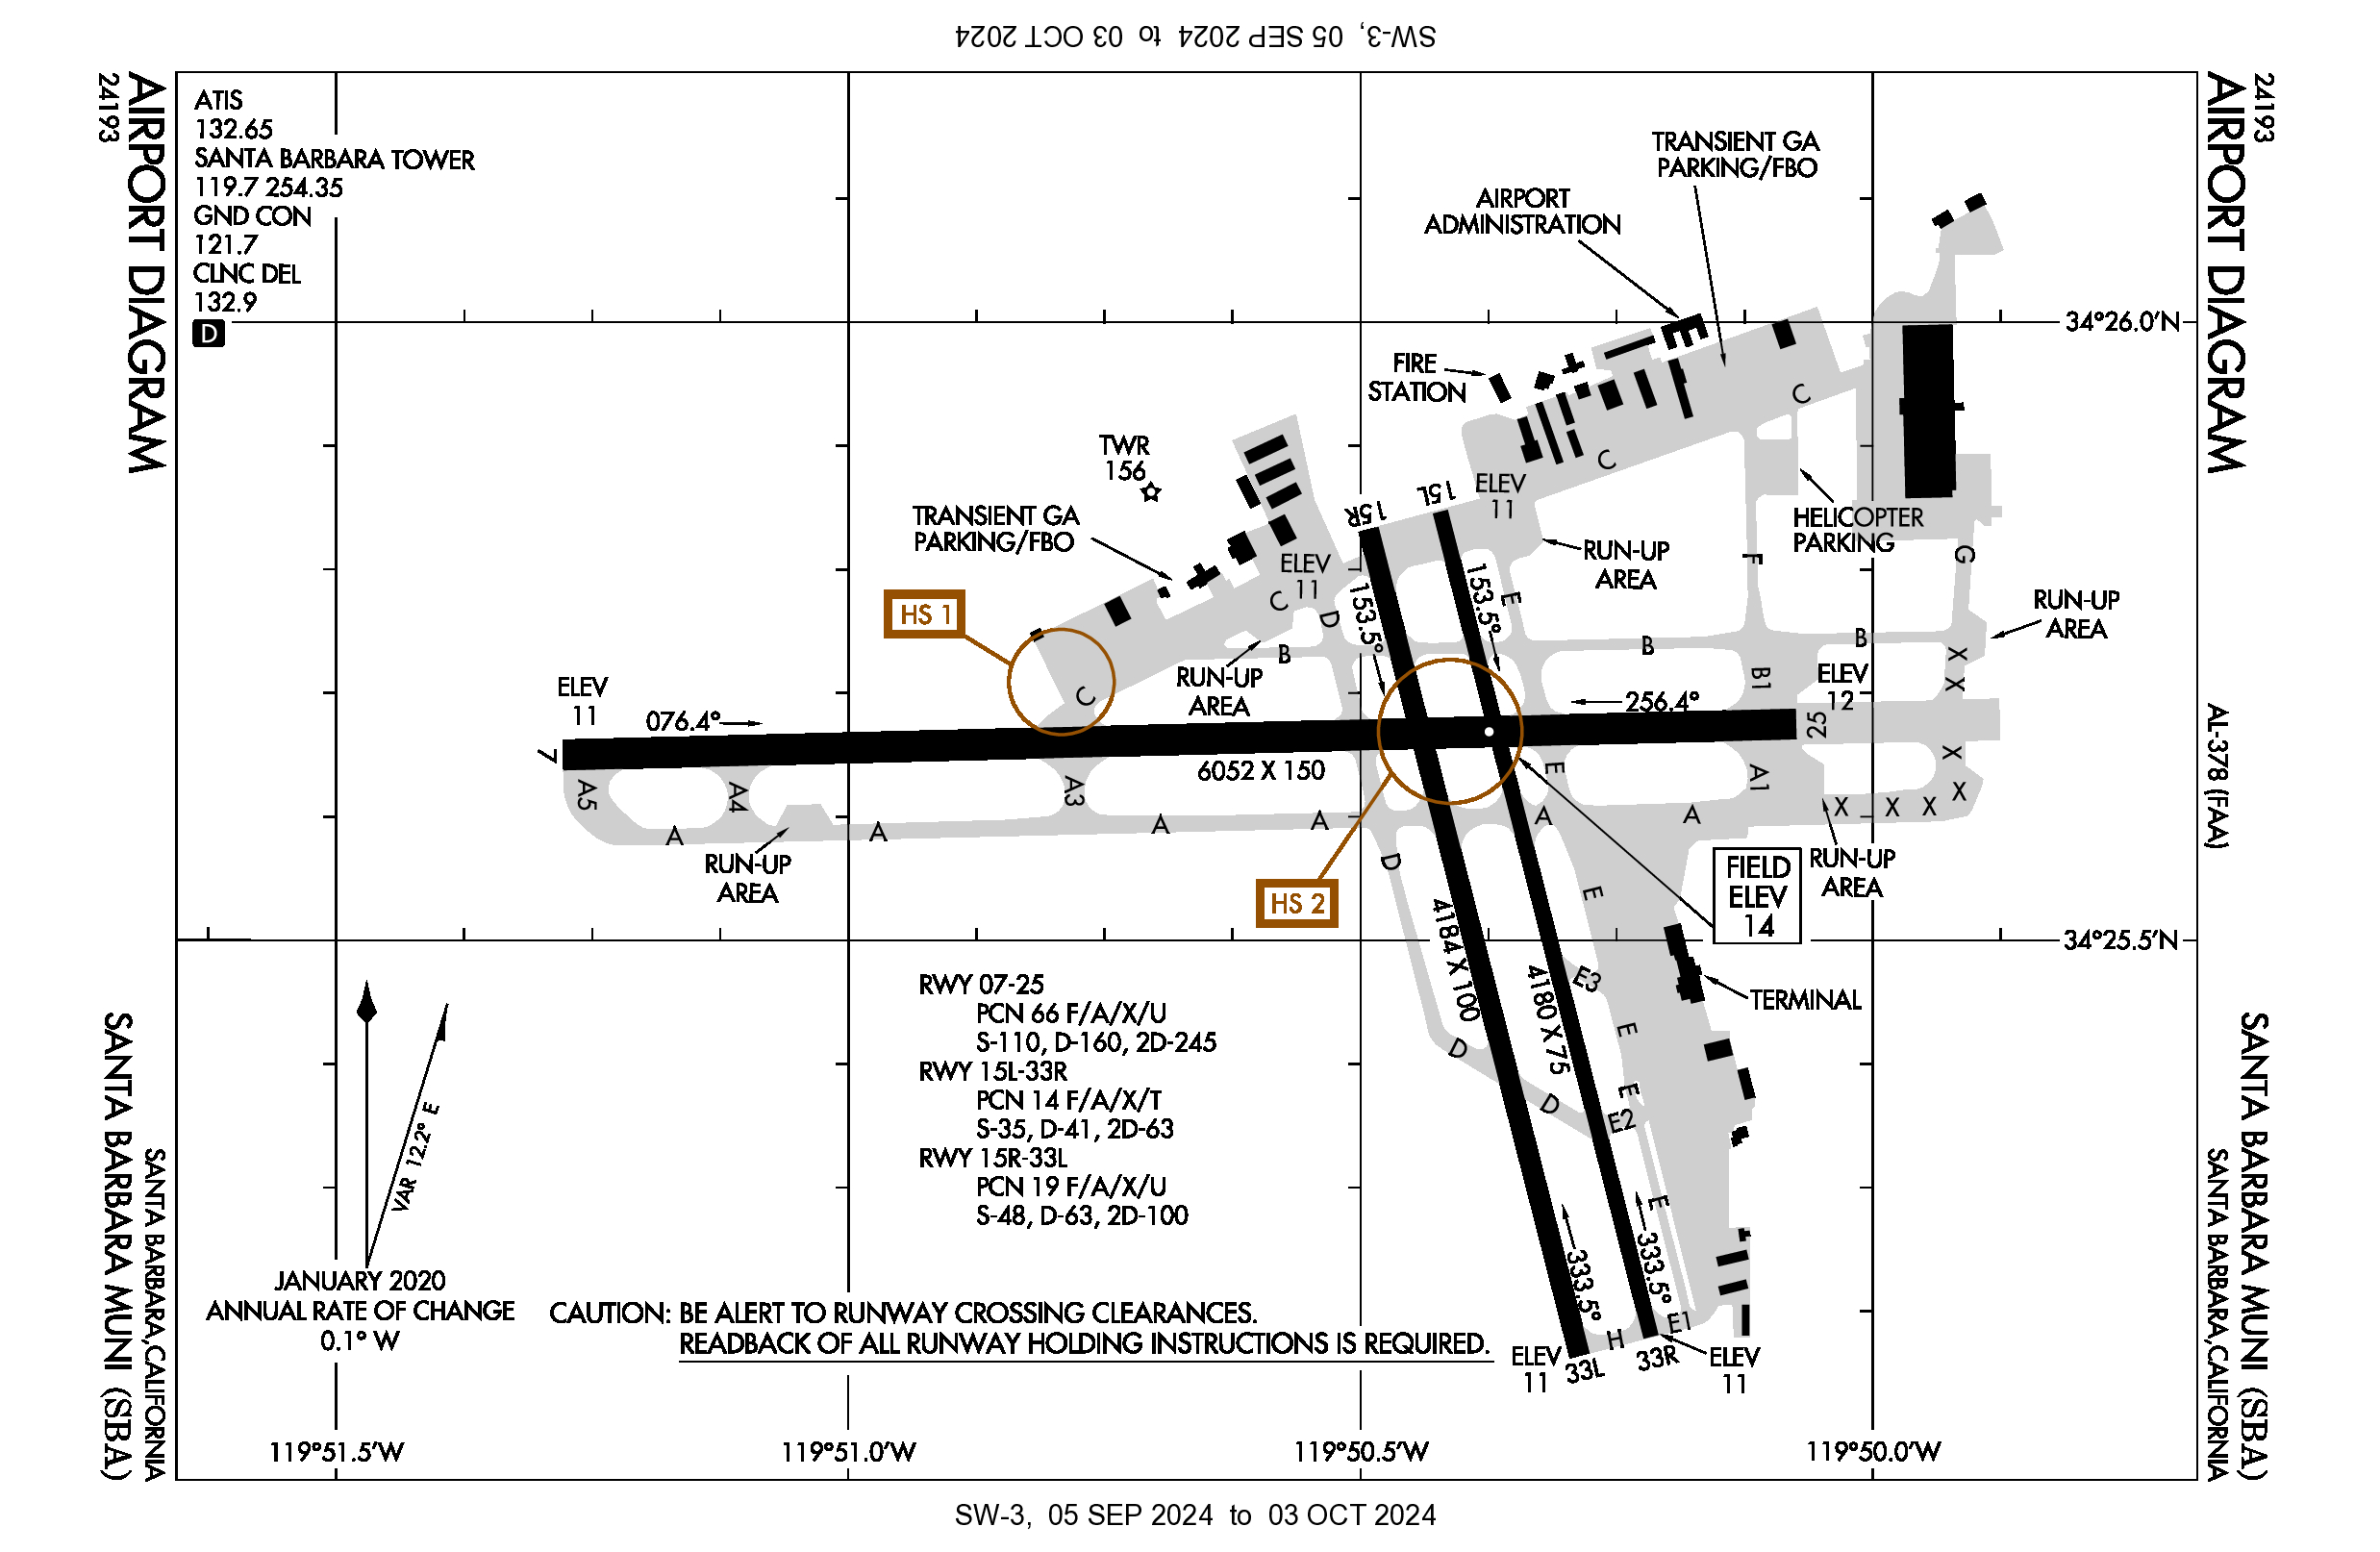 SW-3, 05 SEP 2024 to 03 OCT 2024
24193
AIRPORT DIAGRAM
24193
AIRPORT DIAGRAM
AL-378 (FAA)
SANTA BARBARA MUNI (SBA)
SANTA BARBARA,CALIFORNIA
SANTA BARBARA MUNI (SBA)
SANTA BARBARA,CALIFORNIA
ATIS
132.65
SANTA BARBARA TOWER
119.7 254.35
GND CON
121.7
CLNC DEL
132.9
D
TRANSIENT GA
PARKING/FBO
AIRPORT
ADMINISTRATION
34°26.0'N
FIRE
STATION
C
C
TWR
156
ELEV
11
15L
15R
TRANSIENT GA
PARKING/FBO
HELICOPTER
PARKING
RUN-UP
AREA
F
G
ELEV
11
C
D
E
153.5°
153.5°
HS 1
RUN-UP
AREA
B
B
B
RUN-UP
AREA
C
X
X
B1
ELEV
12
ELEV
11
076.4°
256.4°
25
7
6052 X 150
X
X
X
X
X
A5
A4
A3
E
A1
A
A
A
A
A
A
RUN-UP
AREA
RUN-UP
AREA
FIELD
ELEV
14
HS 2
D
E
34°25.5'N
4184 X 100
4180 X 75
E3
TERMINAL
E
D
D
E
E2
E
RWY 07-25
PCN 66 F/A/X/U
S-110, D-160, 2D-245
RWY 15L-33R
PCN 14 F/A/X/T
S-35, D-41, 2D-63
RWY 15R-33L
PCN 19 F/A/X/U
S-48, D-63, 2D-100
VAR 12.2° E
JANUARY 2020
ANNUAL RATE OF CHANGE
0.1° W
333.5°
333.5°
CAUTION: BE ALERT TO RUNWAY CROSSING CLEARANCES.
READBACK OF ALL RUNWAY HOLDING INSTRUCTIONS IS REQUIRED.
H
E1
ELEV
11
33L
33R
ELEV
11
119°51.5'W
119°51.0'W
119°50.5'W
119°50.0'W
SW-3, 05 SEP 2024 to 03 OCT 2024